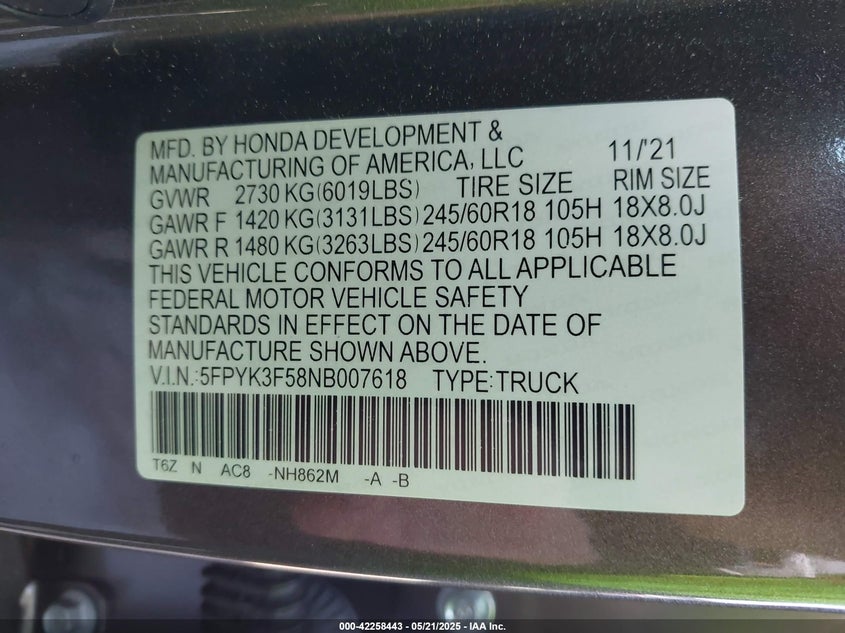 MFD. BY HONDA DEVELOPMENT &
MANUFACTURING OF AMERICA, LLC 11/'21
GVWR 2730 KG(6019LBS) TIRE SIZE RIM SIZE
GAWR F 1420 KG(3131LBS) 245/60R18 105H 18X8.0J
GAWR R 1480 KG(3263LBS) 245/60R18 105H 18X8.0J
THIS VEHICLE CONFORMS TO ALL APPLICABLE
FEDERAL MOTOR VEHICLE SAFETY
STANDARDS IN EFFECT ON THE DATE OF
MANUFACTURE SHOWN ABOVE.
V.I.N.:5FPYK3F58NB007618 TYPE:TRUCK
T6Z N AC8 -NH862M -A -B
000-42258443 - 05/21/2025 - IAA Inc.